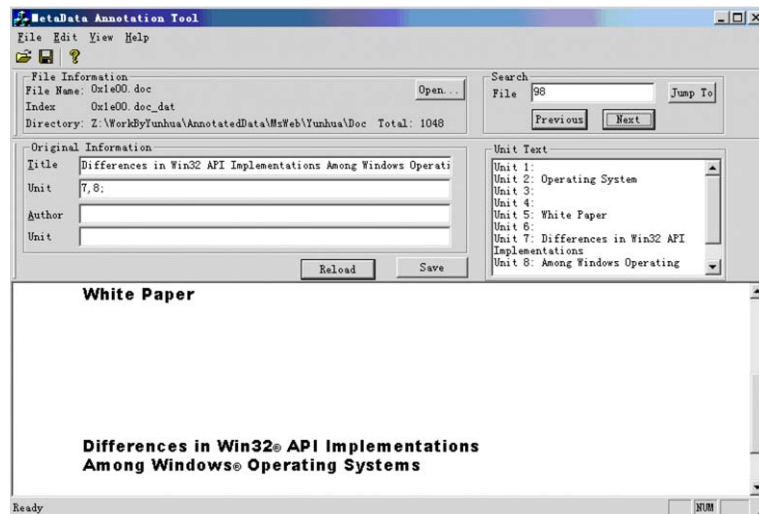 MetaData Annotation Tool
File Edit View Help
File Information
File Name: 0x1e00.doc
Open...
Index 0x1e00.doc_dat
Directory: Z:\WorkByYunhua\AnnotatedData\MsWeb\Yunhua\Doc Total: 1048
Search
File 98 Jump To
Previous Next
Original Information
Title Differences in Win32 API Implementations Among Windows Operati
Unit 7,8;
Author
Unit
Reload Save
Unit Text
Unit 1:
Unit 2: Operating System
Unit 3:
Unit 4:
Unit 5: White Paper
Unit 6:
Unit 7: Differences in Win32 API
Implementations
Unit 8: Among Windows Operating
White Paper
Differences in Win32® API Implementations
Among Windows® Operating Systems
Ready NUM